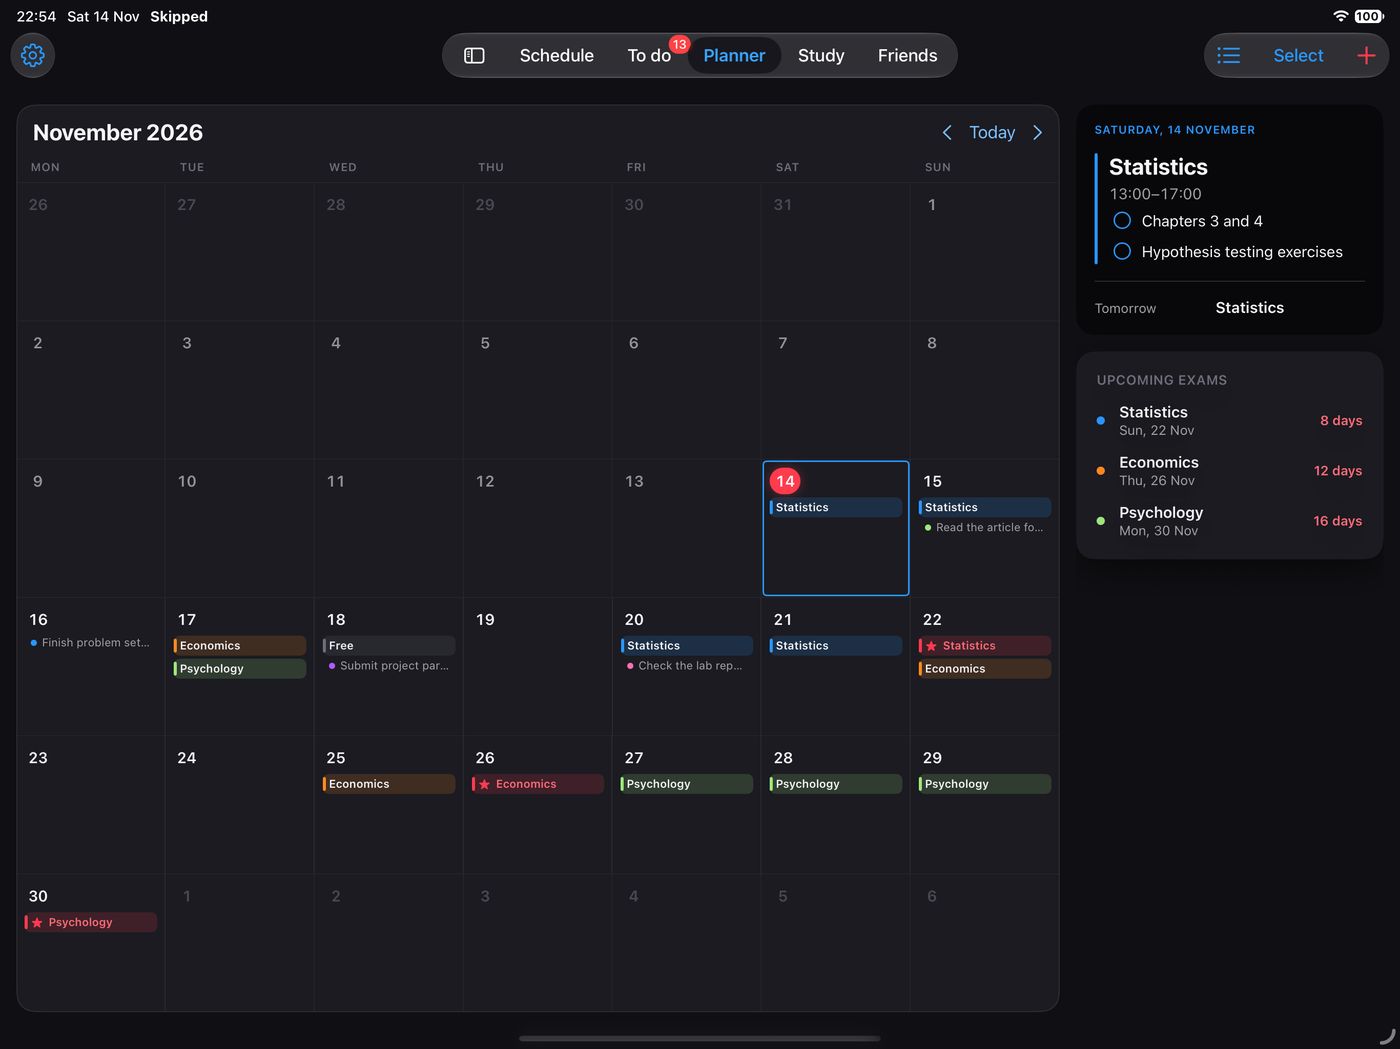 22:54 Sat 14 Nov Skipped
100
Schedule
To do
13
Planner
Study
Friends
Select
November 2026
Today
MON TUE WED THU FRI SAT SUN
26 27 28 29 30 31 1
2 3 4 5 6 7 8
9 10 11 12 13 14 15
Statistics
Statistics
Read the article fo...
16 17 18 19 20 21 22
Finish problem set...
Economics
Psychology
Free
Submit project par...
Statistics
Check the lab rep...
Statistics
Statistics
Economics
23 24 25 26 27 28 29
Economics
Economics
Psychology
Psychology
Psychology
30 1 2 3 4 5 6
Psychology
SATURDAY, 14 NOVEMBER
Statistics
13:00–17:00
Chapters 3 and 4
Hypothesis testing exercises
Tomorrow Statistics
UPCOMING EXAMS
Statistics
Sun, 22 Nov
8 days
Economics
Thu, 26 Nov
12 days
Psychology
Mon, 30 Nov
16 days